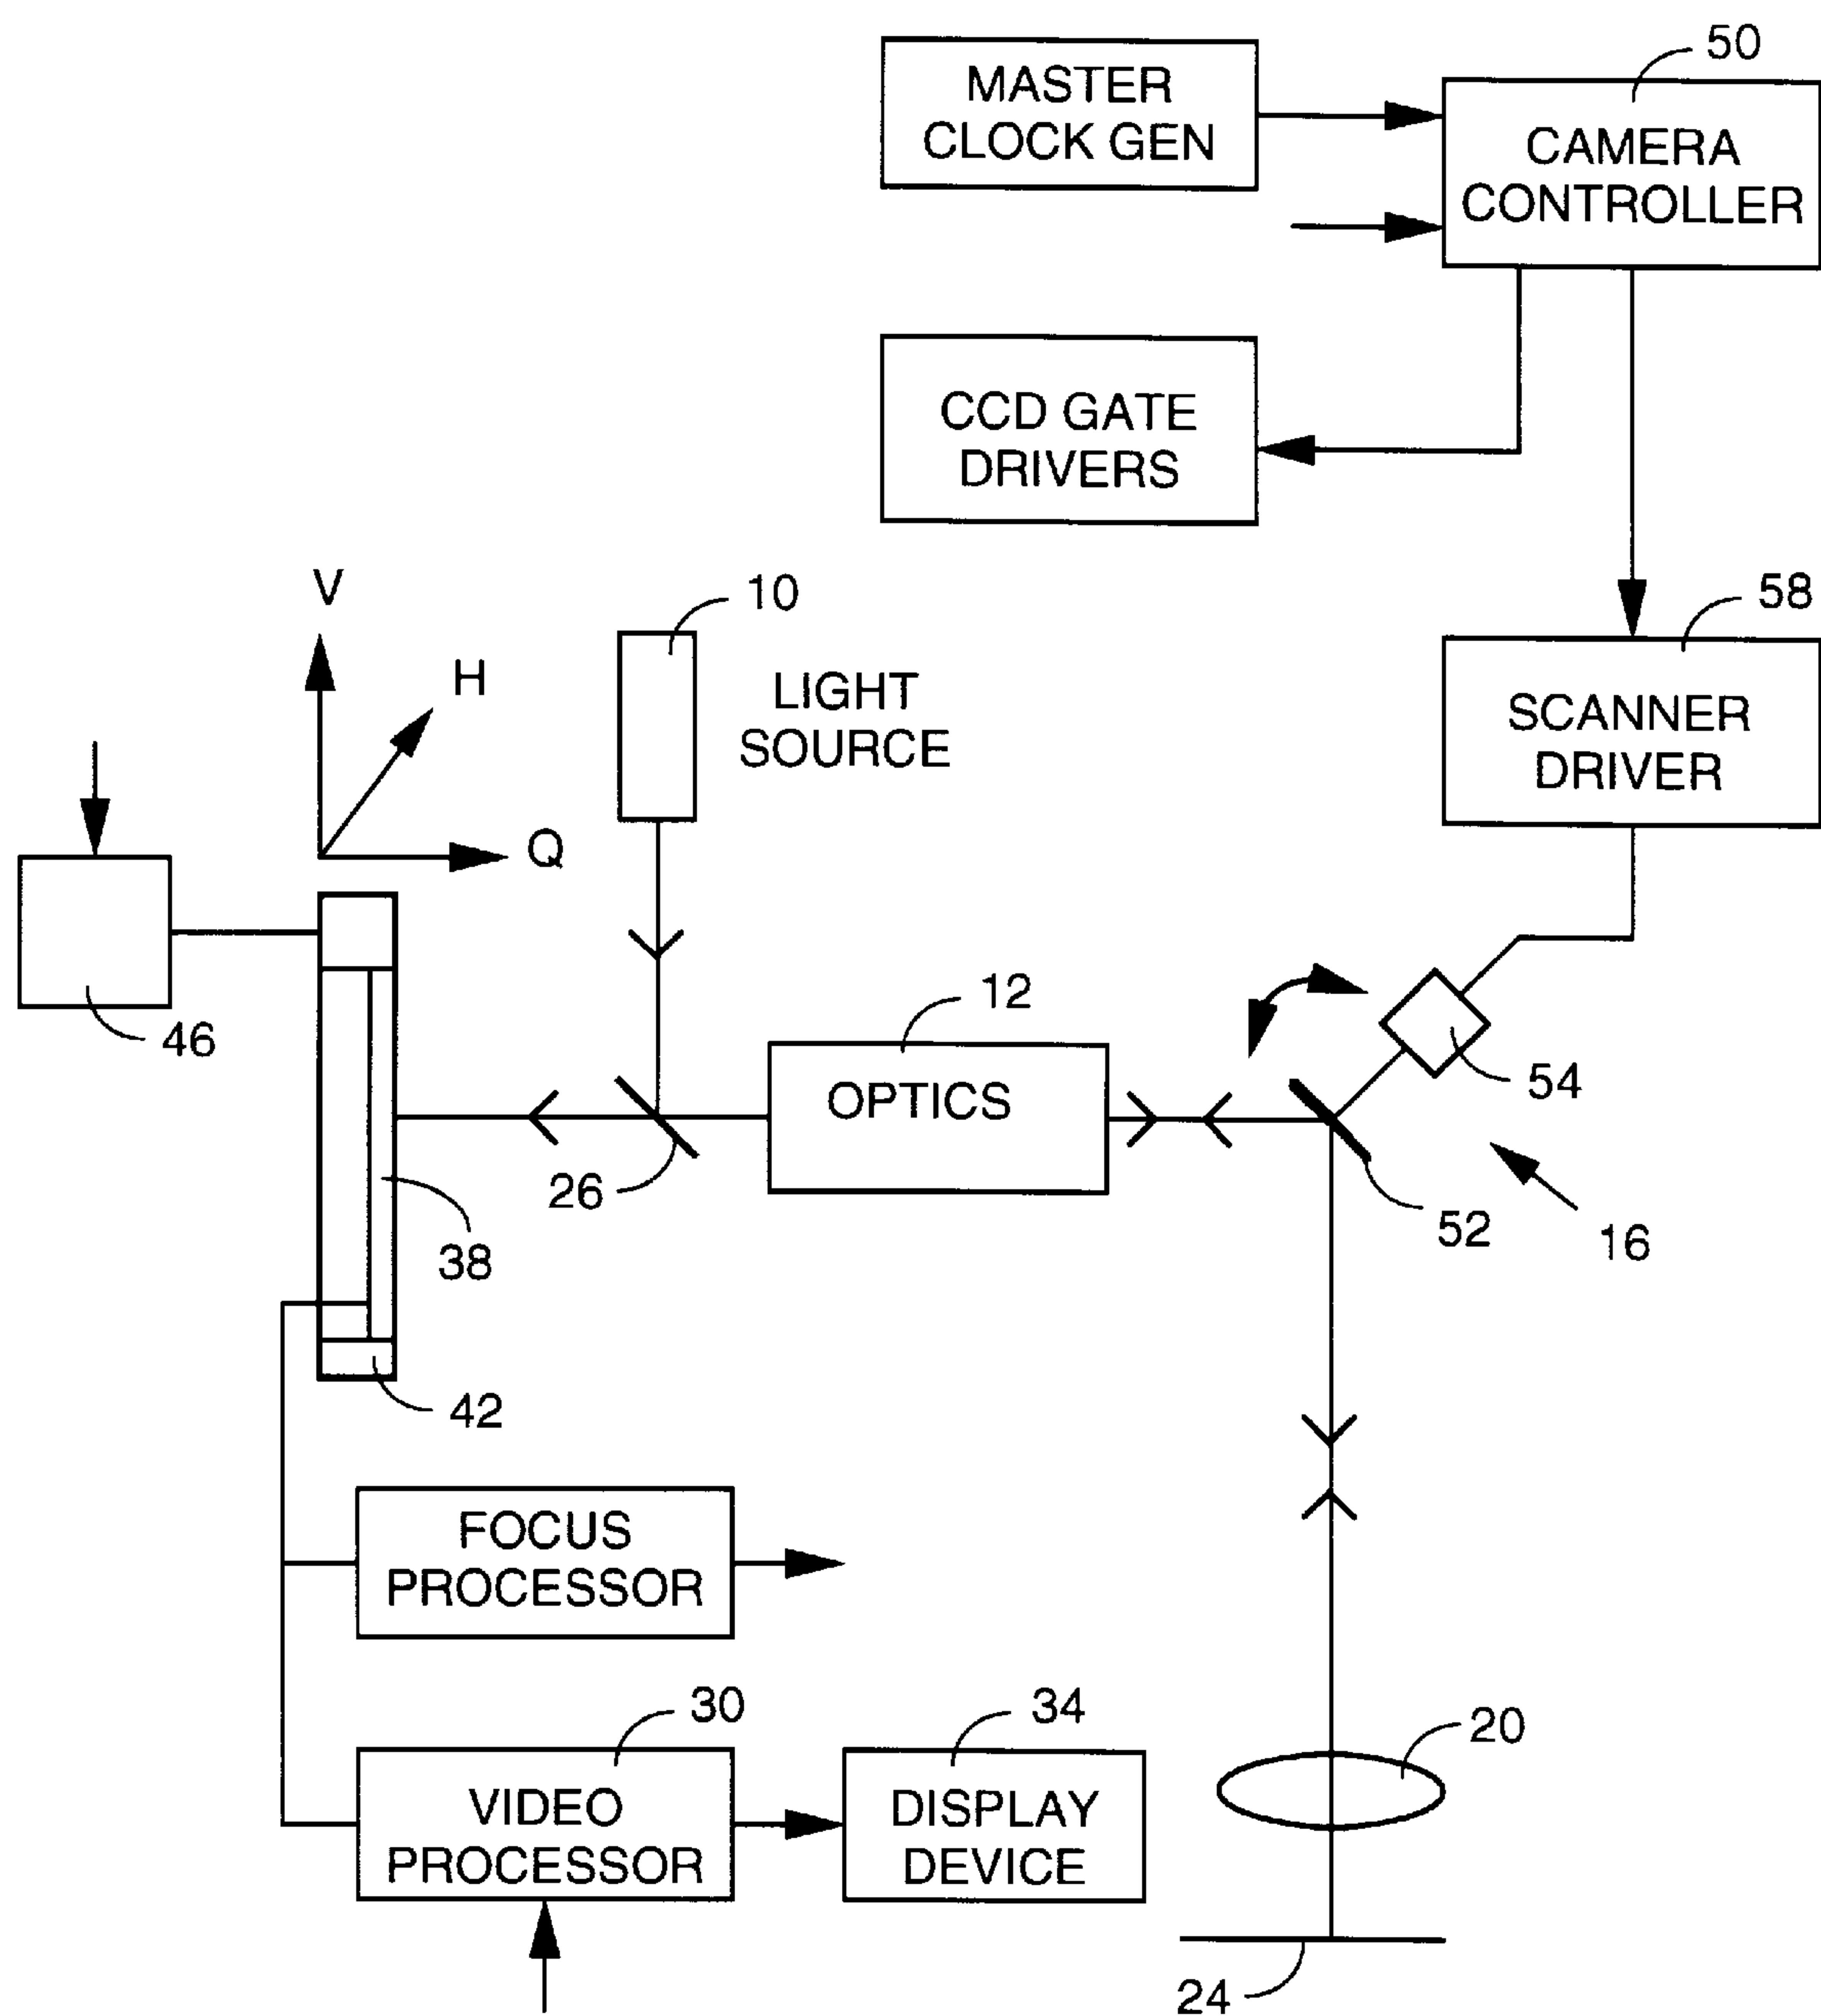 50
MASTER
CLOCK GEN
CAMERA
CONTROLLER
CCD GATE
DRIVERS
V
10
58
H
LIGHT
SOURCE
SCANNER
DRIVER
Q
46
12
54
OPTICS
26
38
52
16
42
FOCUS
PROCESSOR
30
34
20
VIDEO
PROCESSOR
DISPLAY
DEVICE
24